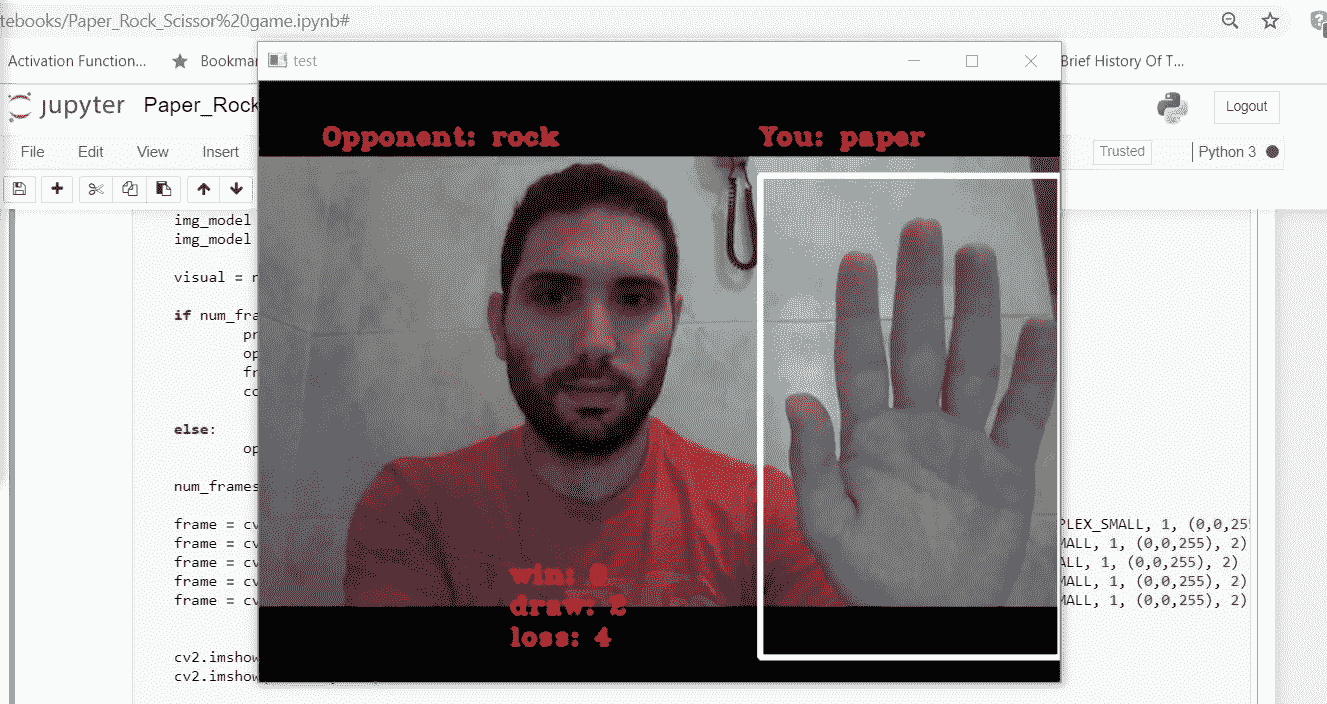 tebooks/Paper_Rock_Scissor%20game.ipynb#
Activation Function...
Bookmar
Brief History Of T...
test
jupyter
Paper_Rock
Logout
File
Edit
View
Insert
Trusted
Python 3
Opponent: rock
You: paper
img_model
img_model
visual =
if num_fra
pr
op
fr
co
else:
op
num_frames
frame = cv
PLEX_SMALL, 1, (0,0,25
frame = cv
MALL, 1, (0,0,255), 2)
frame = cv
ALL, 1, (0,0,255), 2)
frame = cv
MALL, 1, (0,0,255), 2)
frame = cv
MALL, 1, (0,0,255), 2)
win:
draw: 2
loss: 4
cv2.imshow
cv2.imshow